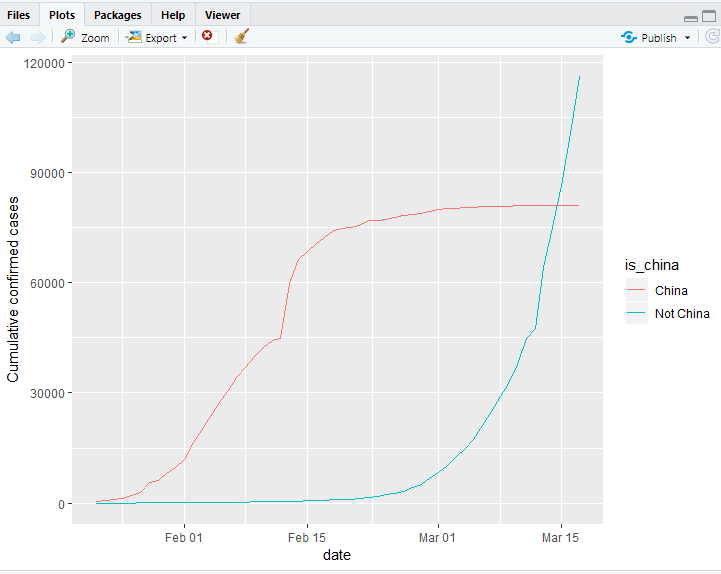 Files Plots Packages Help Viewer
Zoom Export Publish
120000
90000
60000
30000
0
Cumulative confirmed cases
Feb 01 Feb 15 Mar 01 Mar 15
date
is_china
China
Not China